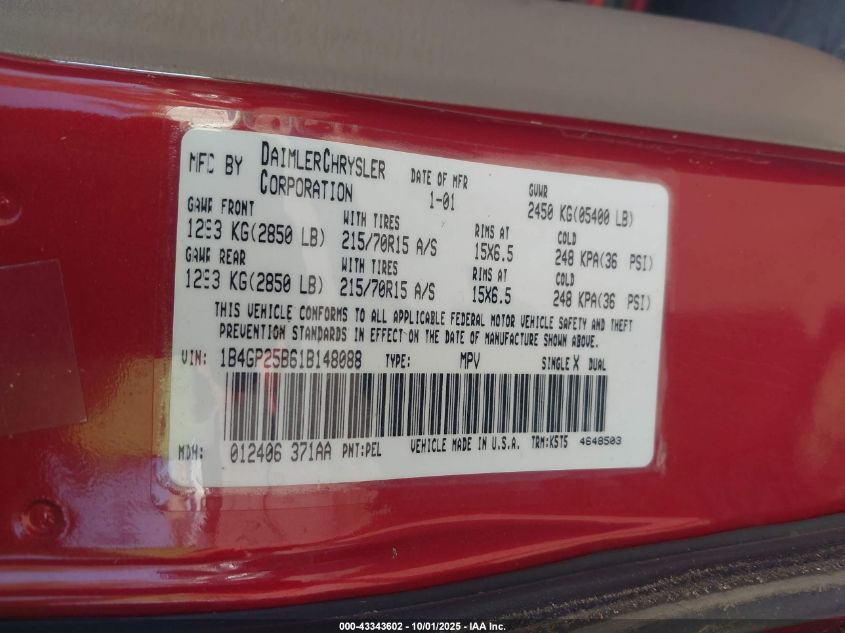 MFD BY DAIMLERCHRYSLER CORPORATION DATE OF MFR 1-01 GVWR 2450 KG(05400 LB)
GAWR FRONT WITH TIRES RIMS AT COLD
1293 KG(2850 LB) 215/70R15 A/S 15X6.5 248 KPA(36 PSI)
GAWR REAR WITH TIRES RIMS AT COLD
1293 KG(2850 LB) 215/70R15 A/S 15X6.5 248 KPA(36 PSI)
THIS VEHICLE CONFORMS TO ALL APPLICABLE FEDERAL MOTOR VEHICLE SAFETY AND THEFT
PREVENTION STANDARDS IN EFFECT ON THE DATE OF MANUFACTURE SHOWN ABOVE.
VIN: 1B4GP25B61B148088 TYPE: MPV SINGLE X DUAL
MDH: 012406 371AA PNT:PEL VEHICLE MADE IN U.S.A. TRM:K5T5 4648503
000-43343602 - 10/01/2025 - IAA Inc.